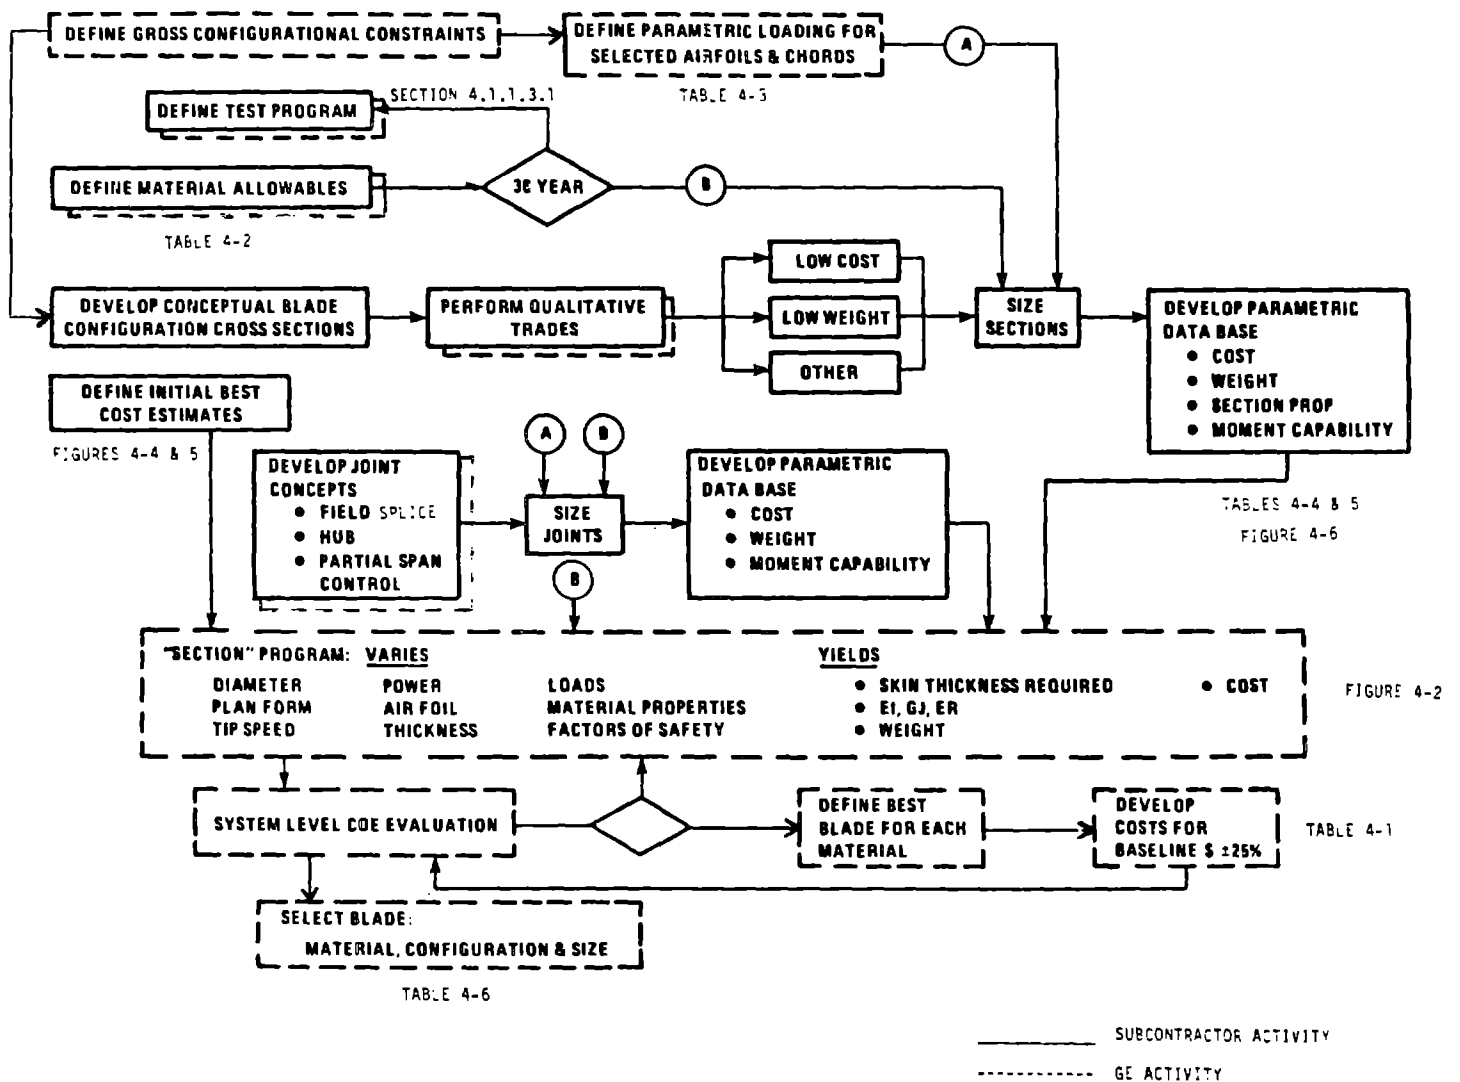 DEFINE GROSS CONFIGURATIONAL CONSTRAINTS
DEFINE PARAMETRIC LOADING FOR
SELECTED AIRFOILS & CHORDS
A
TABLE 4-3
SECTION 4.1.1.3.1
DEFINE TEST PROGRAM
DEFINE MATERIAL ALLOWABLES
30 YEAR
B
TABLE 4-2
DEVELOP CONCEPTUAL BLADE
CONFIGURATION CROSS SECTIONS
PERFORM QUALITATIVE
TRADES
LOW COST
LOW WEIGHT
OTHER
SIZE
SECTIONS
DEVELOP PARAMETRIC
DATA BASE
● COST
● WEIGHT
● SECTION PROP
● MOMENT CAPABILITY
TABLES 4-4 & 5
FIGURE 4-6
DEFINE INITIAL BEST
COST ESTIMATES
FIGURES 4-4 & 5
DEVELOP JOINT
CONCEPTS
● FIELD SPLICE
● HUB
● PARTIAL SPAN
CONTROL
A
B
SIZE
JOINTS
B
DEVELOP PARAMETRIC
DATA BASE
● COST
● WEIGHT
● MOMENT CAPABILITY
"SECTION" PROGRAM: VARIES
DIAMETER POWER LOADS
PLAN FORM AIR FOIL MATERIAL PROPERTIES
TIP SPEED THICKNESS FACTORS OF SAFETY
YIELDS
● SKIN THICKNESS REQUIRED ● COST
● EI, GJ, ER
● WEIGHT
FIGURE 4-2
SYSTEM LEVEL COE EVALUATION
DEFINE BEST
BLADE FOR EACH
MATERIAL
DEVELOP
COSTS FOR
BASELINE $ ±25%
TABLE 4-1
SELECT BLADE:
MATERIAL, CONFIGURATION & SIZE
TABLE 4-6
SUBCONTRACTOR ACTIVITY
GE ACTIVITY